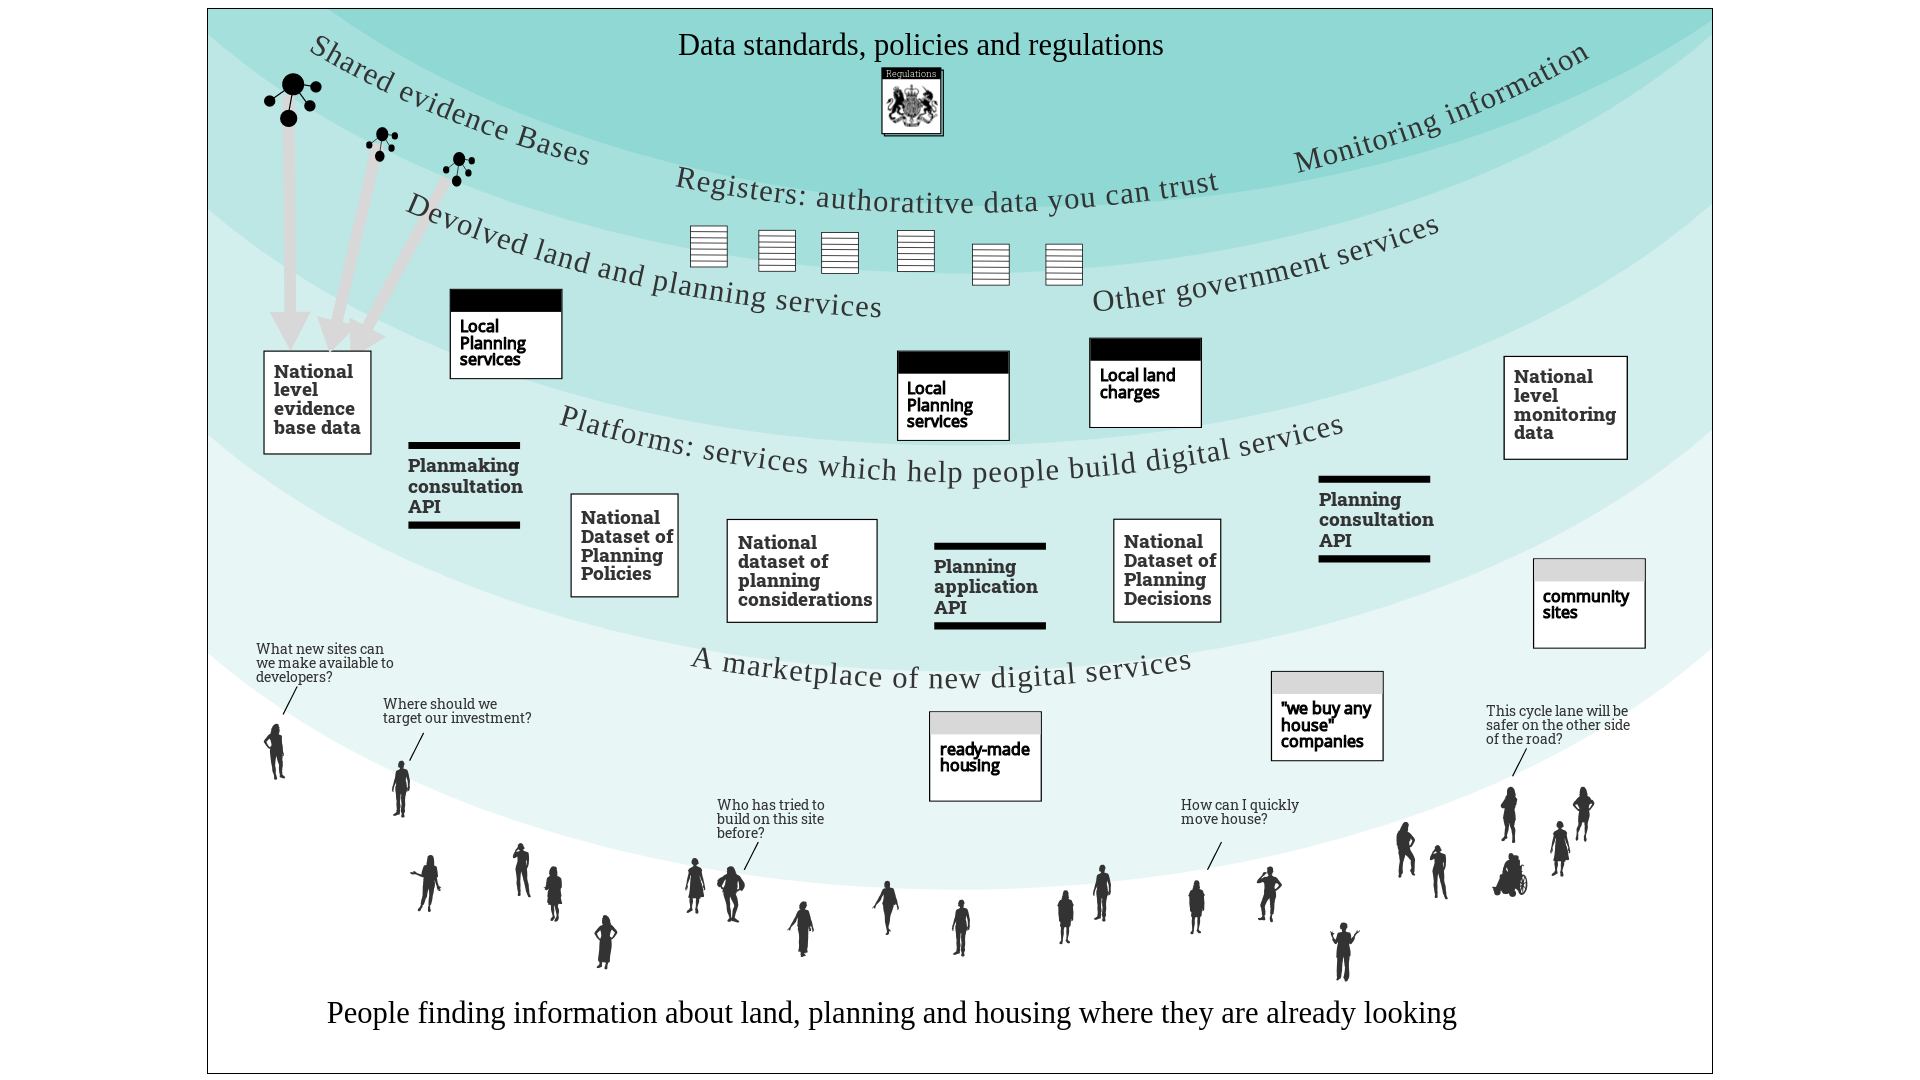 Data standards, policies and regulations
Regulations
Shared evidence Bases
Monitoring information
Registers: authoratitve data you can trust
Devolved land and planning services
Other government services
Local
Planning
services
Local
Planning
services
Local land
charges
National
level
evidence
base data
National
level
monitoring
data
Platforms: services which help people build digital services
Planmaking
consultation
API
National
Dataset of
Planning
Policies
National
dataset of
planning
considerations
Planning
application
API
National
Dataset of
Planning
Decisions
Planning
consultation
API
community
sites
A marketplace of new digital services
What new sites can
we make available to
developers?
Where should we
target our investment?
ready-made
housing
"we buy any
house"
companies
This cycle lane will be
safer on the other side
of the road?
Who has tried to
build on this site
before?
How can I quickly
move house?
People finding information about land, planning and housing where they are already looking